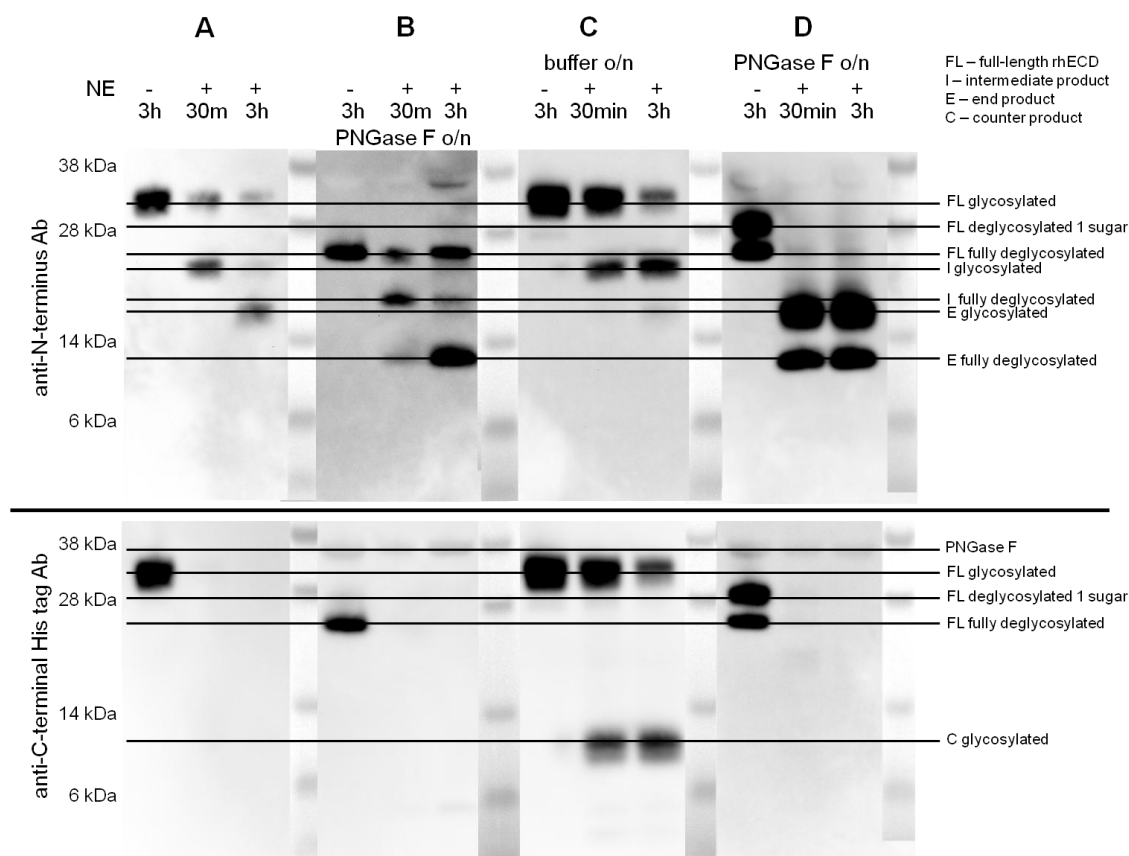 A B C D
buffer o/n PNGase F o/n
NE - + + - + + - + + - + +
3h 30m 3h 3h 30m 3h 3h 30min 3h 3h 30min 3h
PNGase F o/n
FL – full-length rhECD
I – intermediate product
E – end product
C – counter product
anti-N-terminus Ab
38 kDa
28 kDa
14 kDa
6 kDa
FL glycosylated
FL deglycosylated 1 sugar
FL fully deglycosylated
I glycosylated
I fully deglycosylated
E glycosylated
E fully deglycosylated
anti-C-terminal His tag Ab
38 kDa
28 kDa
14 kDa
6 kDa
PNGase F
FL glycosylated
FL deglycosylated 1 sugar
FL fully deglycosylated
C glycosylated